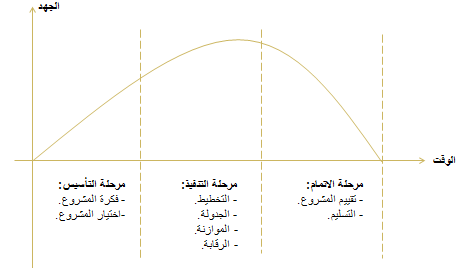 الجهد
الوقت
مرحلة التأسيس:
- فكرة المشروع.
-اختيار المشروع.
مرحلة التنفيذ:
- التخطيط.
- الجدولة.
- الموازنة.
- الرقابة.
مرحلة الاتمام:
- تقييم المشروع.
- التسليم.